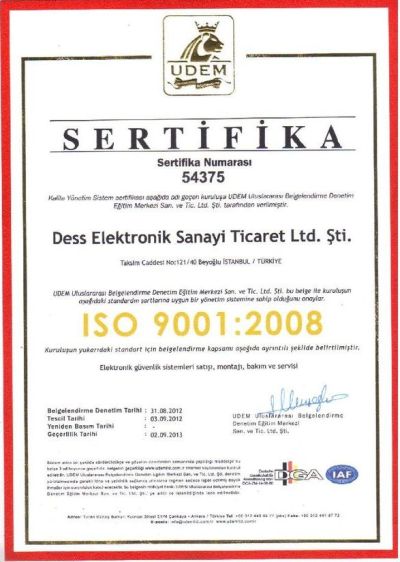 UDEM
SERTİFİKA
Sertifika Numarası
54375
Kalite Yönetim Sistem sertifikası aşağıda adı geçen kuruluşa UDEM Uluslararası Belgelendirme Denetim
Eğitim Merkezi San. ve Tic. Ltd. Şti. tarafından verilmiştir.
Dess Elektronik Sanayi Ticaret Ltd. Şti.
Taksim Caddesi No:121/40 Beyoğlu İSTANBUL / TÜRKİYE
UDEM Uluslararası Belgelendirme Denetim Eğitim Merkezi San. ve Tic. Ltd. Şti. bu belge ile kuruluşun
aşağıdaki standardın şartlarına uygun bir yönetim sistemine sahip olduğunu onaylar.
ISO 9001:2008
Kuruluşun yukarıdaki standort için belgelendirme kapsamı aşağıda ayrıntılı şekilde belirtilmiştir.
Elektronik güvenlik sistemleri satışı, montajı, bakım ve servisi
Belgelendirme Denetim Tarihi : 31.08.2012
Tescil Tarihi : 03.09.2012
Yeniden Basım Tarihi : -
Geçerlilik Tarihi : 02.09.2013
UDEM Uluslararası Belgelendirme
Denetim Eğitim Merkezi
San. ve Tic. Ltd. Şti.
DGA
IAF